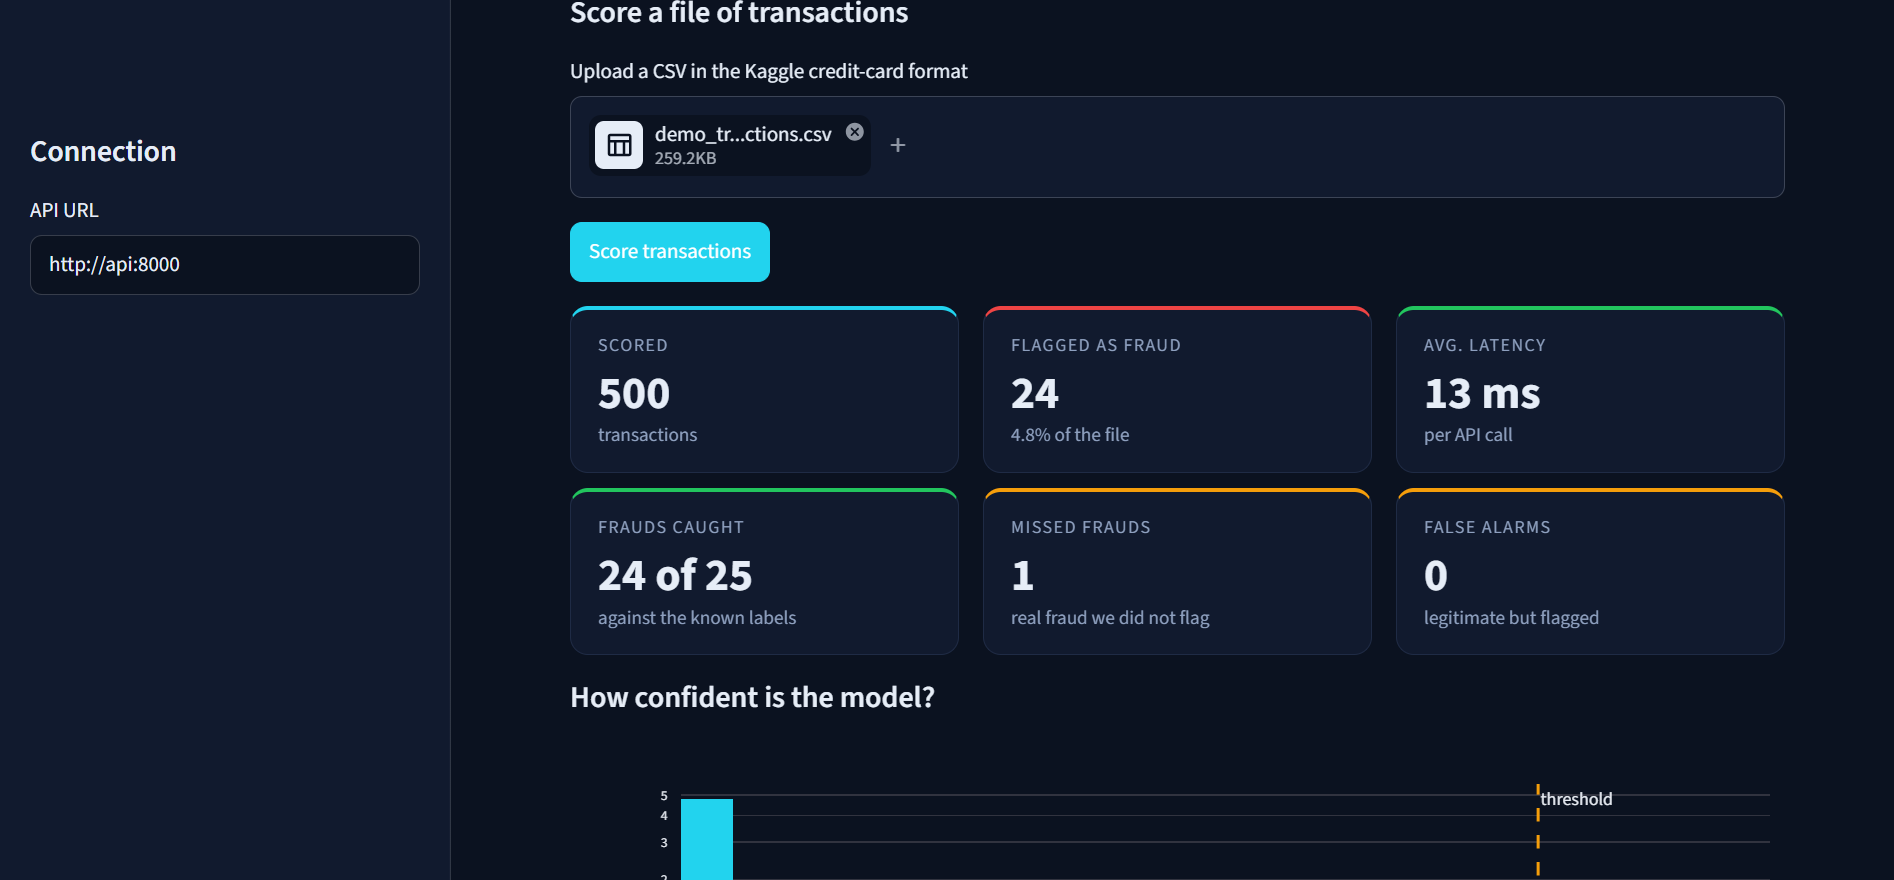 Score a file of transactions
Upload a CSV in the Kaggle credit-card format
demo_tr...ctions.csv
259.2KB
Connection
API URL
http://api:8000
Score transactions
SCORED
500
transactions
FLAGGED AS FRAUD
24
4.8% of the file
AVG. LATENCY
13 ms
per API call
FRAUDS CAUGHT
24 of 25
against the known labels
MISSED FRAUDS
1
real fraud we did not flag
FALSE ALARMS
0
legitimate but flagged
How confident is the model?
5
threshold
4
3
2